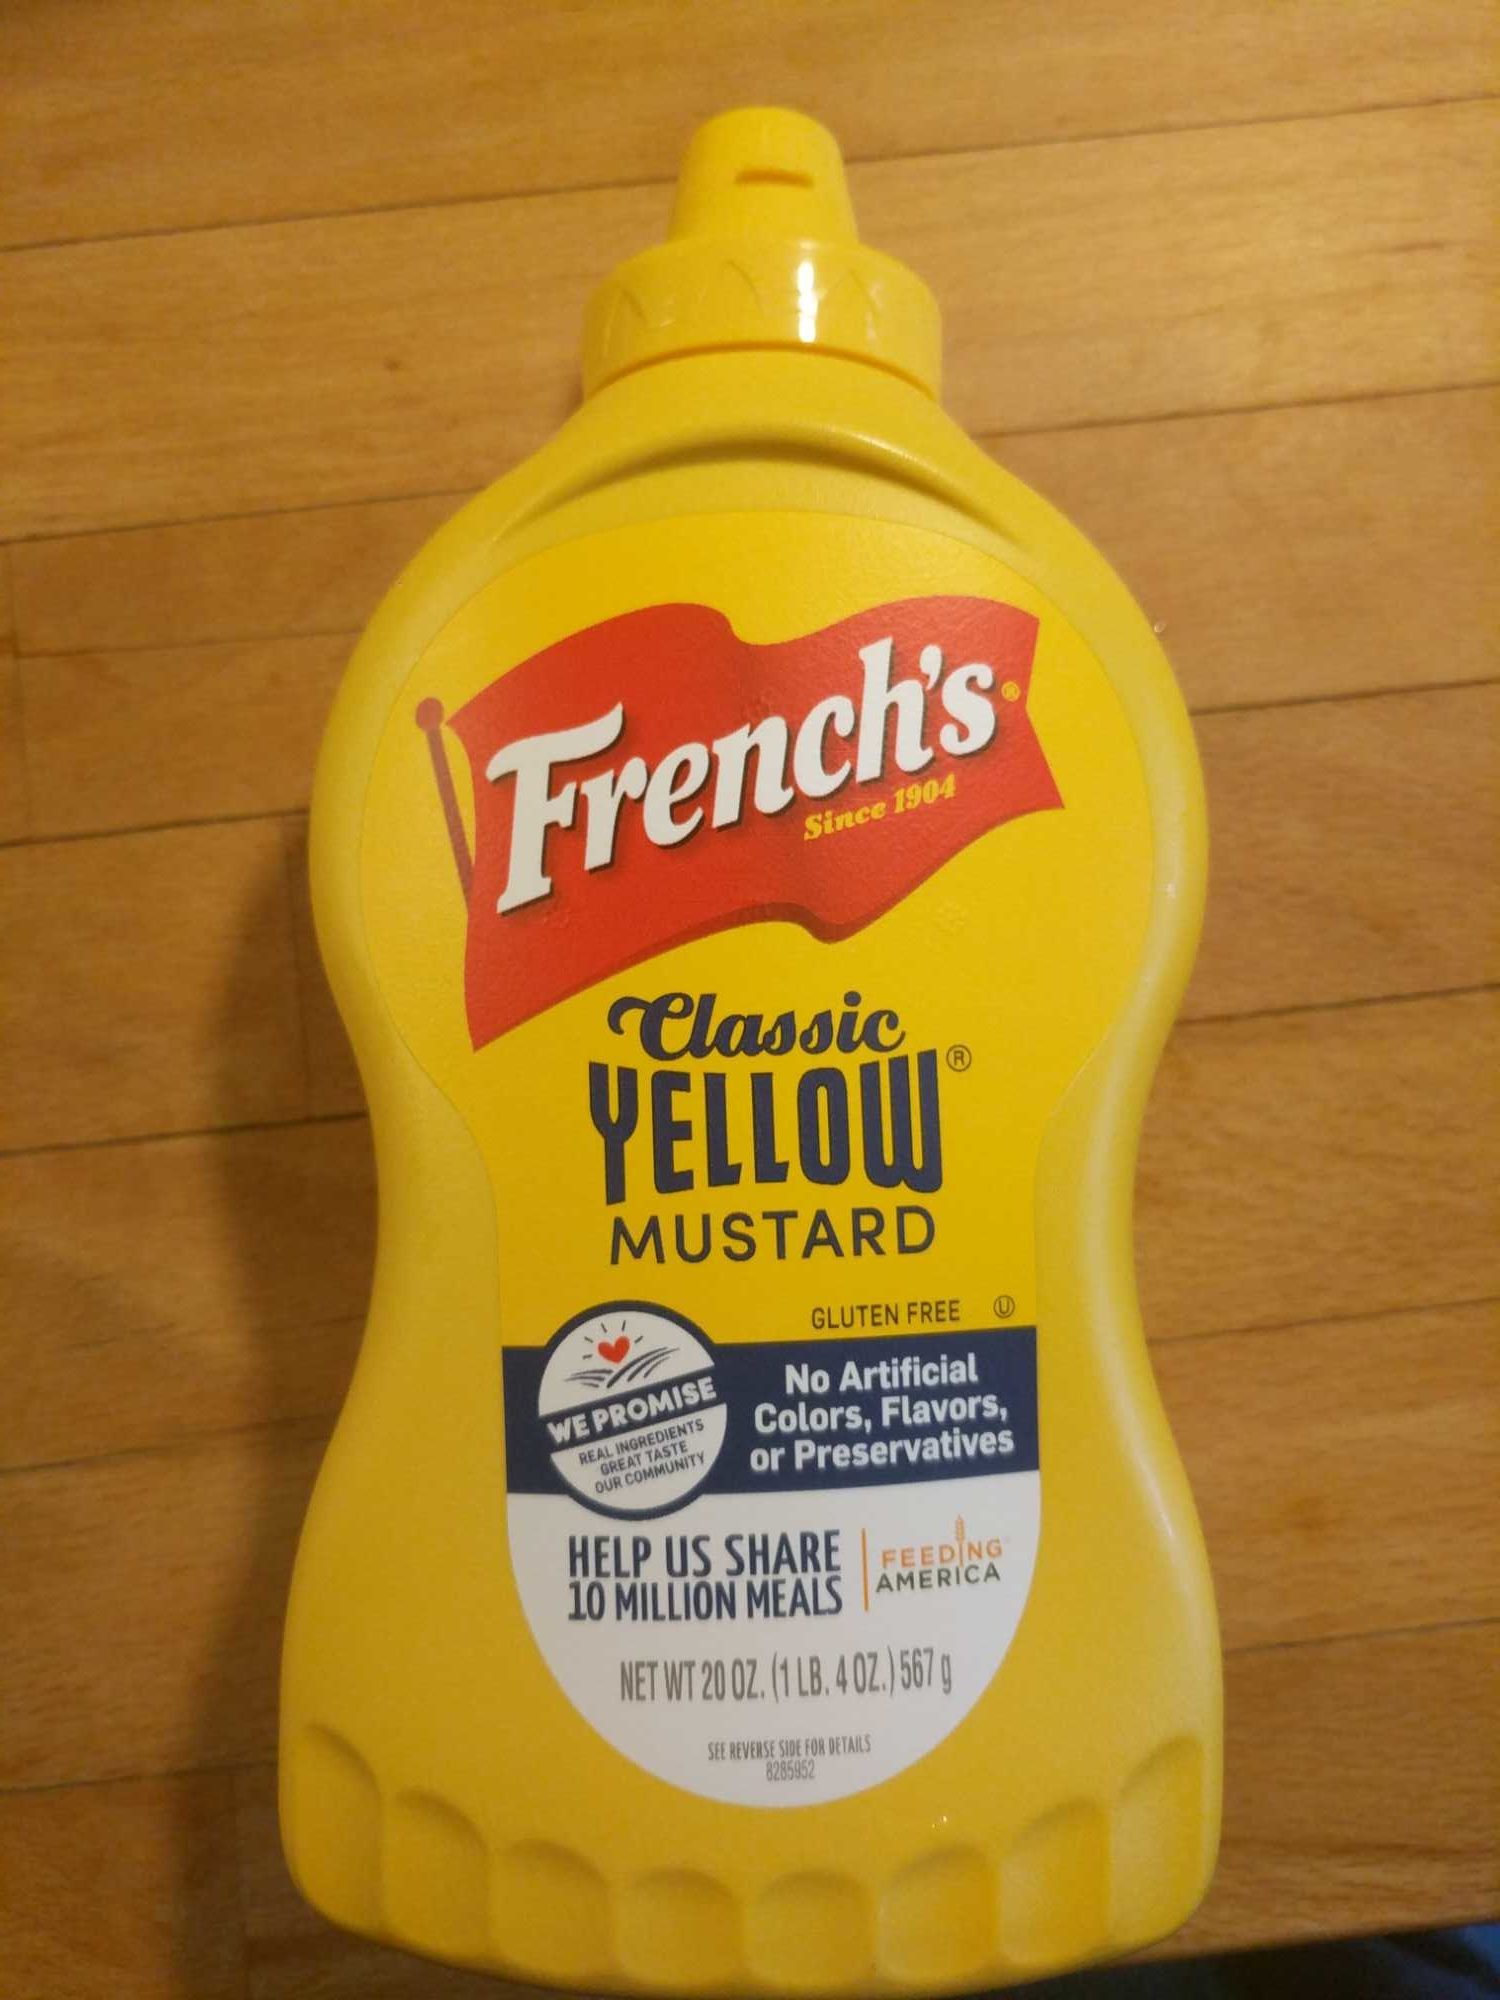 French's®
Since 1904
Classic
YELLOW®
MUSTARD
GLUTEN FREE Ⓤ
WE PROMISE
REAL INGREDIENTS
GREAT TASTE
OUR COMMUNITY
No Artificial
Colors, Flavors,
or Preservatives
HELP US SHARE
10 MILLION MEALS
FEEDING
AMERICA
NET WT 20 OZ. (1 LB. 4 OZ.) 567 g
SEE REVERSE SIDE FOR DETAILS
8285952